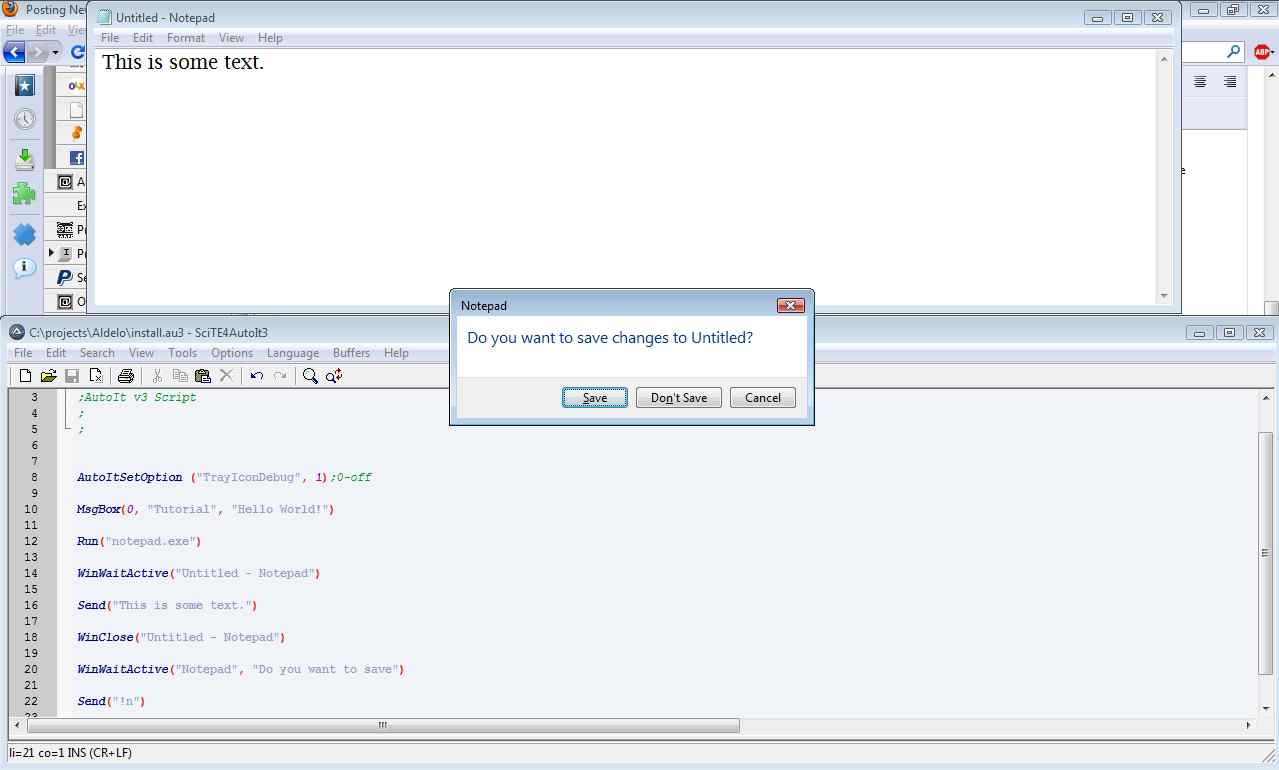 Posting Ne
File Edit Vie
Untitled - Notepad
File Edit Format View Help
This is some text.
ABP
Notepad
Do you want to save changes to Untitled?
Save Don't Save Cancel
C:\projects\Aldelo\install.au3 - SciTE4AutoIt3
File Edit Search View Tools Options Language Buffers Help
3 ;AutoIt v3 Script
4 ;
5 ;
6
7
8 AutoItSetOption ("TrayIconDebug", 1);0-off
9
10 MsgBox(0, "Tutorial", "Hello World!")
11
12 Run("notepad.exe")
13
14 WinWaitActive("Untitled - Notepad")
15
16 Send("This is some text.")
17
18 WinClose("Untitled - Notepad")
19
20 WinWaitActive("Notepad", "Do you want to save")
21
22 Send("!n")
23
li=21 co=1 INS (CR+LF)